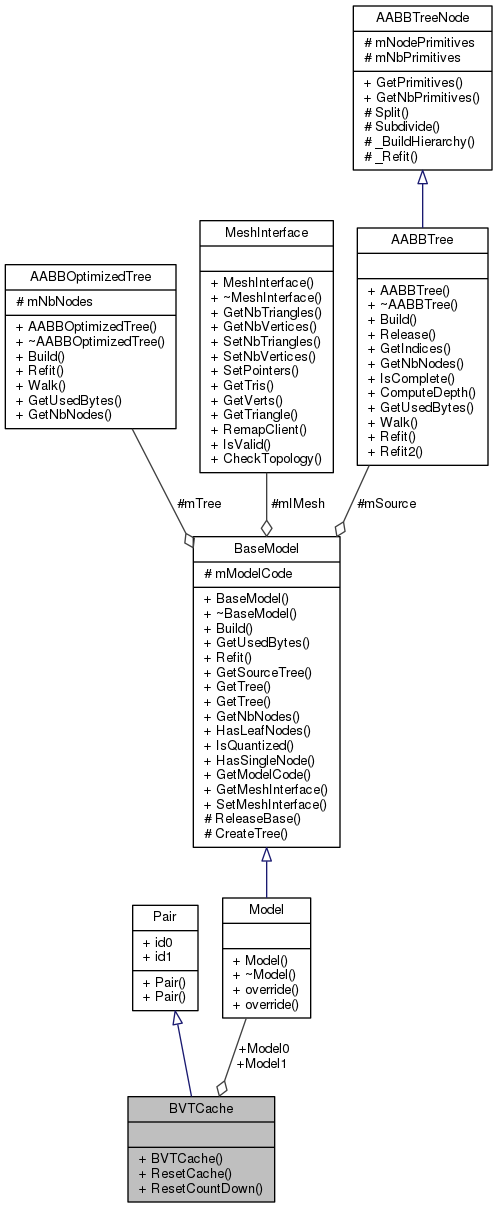 AABBTreeNode
# mNodePrimitives
# mNbPrimitives
+ GetPrimitives()
+ GetNbPrimitives()
# Split()
# Subdivide()
# _BuildHierarchy()
# _Refit()
MeshInterface
+ MeshInterface()
+ ~MeshInterface()
+ GetNbTriangles()
+ GetNbVertices()
+ SetNbTriangles()
+ SetNbVertices()
+ SetPointers()
+ GetTris()
+ GetVerts()
+ GetTriangle()
+ RemapClient()
+ IsValid()
+ CheckTopology()
AABBTree
+ AABBTree()
+ ~AABBTree()
+ Build()
+ Release()
+ GetIndices()
+ GetNbNodes()
+ IsComplete()
+ ComputeDepth()
+ GetUsedBytes()
+ Walk()
+ Refit()
+ Refit2()
AABBOptimizedTree
# mNbNodes
+ AABBOptimizedTree()
+ ~AABBOptimizedTree()
+ Build()
+ Refit()
+ Walk()
+ GetUsedBytes()
+ GetNbNodes()
#mTree
#mIMesh
#mSource
BaseModel
# mModelCode
+ BaseModel()
+ ~BaseModel()
+ Build()
+ GetUsedBytes()
+ Refit()
+ GetSourceTree()
+ GetTree()
+ GetTree()
+ GetNbNodes()
+ HasLeafNodes()
+ IsQuantized()
+ HasSingleNode()
+ GetModelCode()
+ GetMeshInterface()
+ SetMeshInterface()
# ReleaseBase()
# CreateTree()
Pair
+ id0
+ id1
+ Pair()
+ Pair()
Model
+ Model()
+ ~Model()
+ override()
+ override()
+Model0
+Model1
BVTCache
+ BVTCache()
+ ResetCache()
+ ResetCountDown()